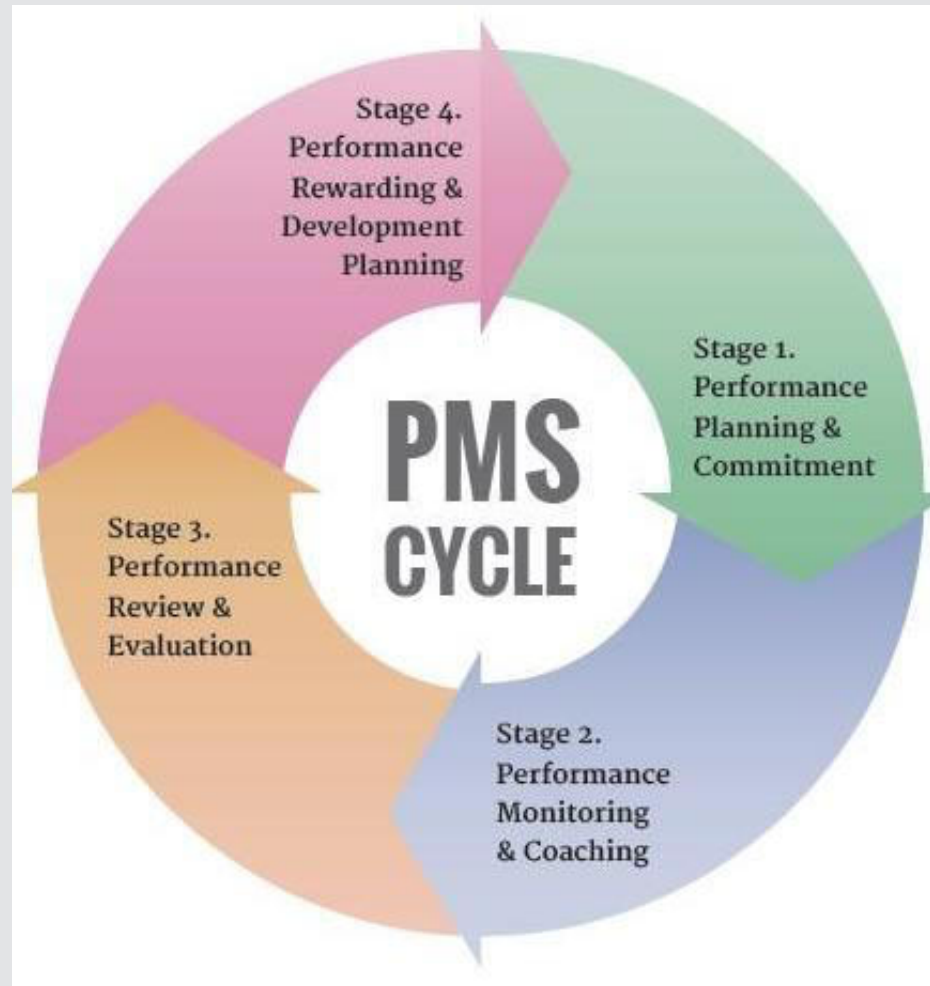 Stage 4.
Performance
Rewarding &
Development
Planning
Stage 1.
Performance
Planning &
Commitment
PMS
CYCLE
Stage 3.
Performance
Review &
Evaluation
Stage 2.
Performance
Monitoring
& Coaching